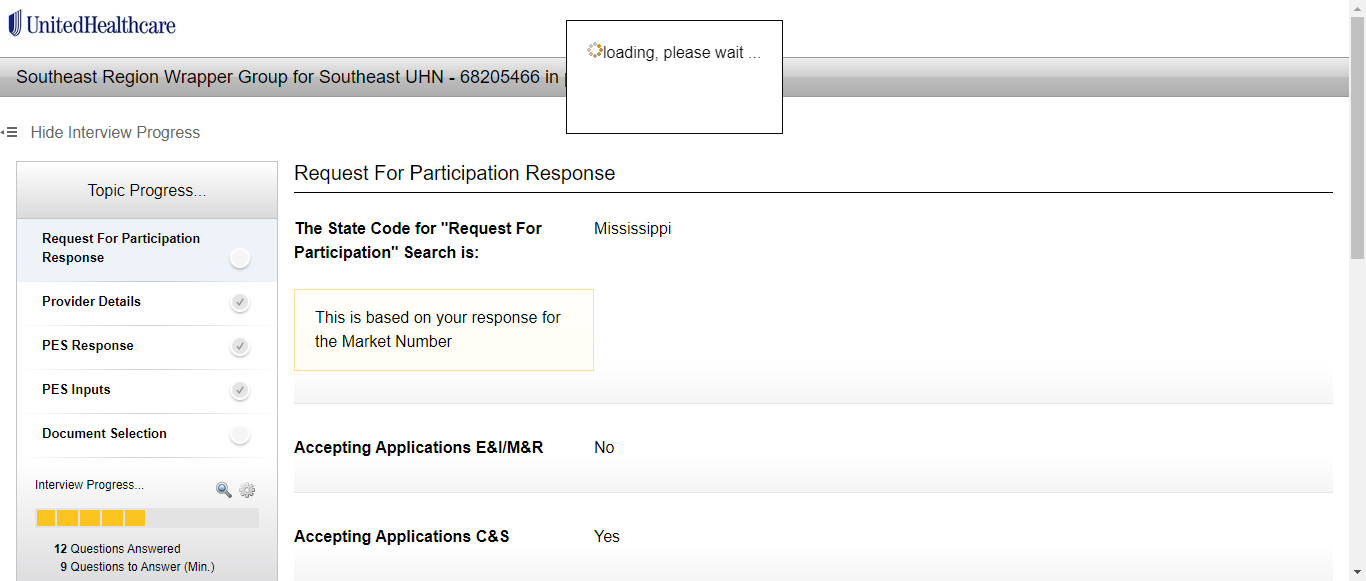 UnitedHealthcare
loading, please wait ...
Southeast Region Wrapper Group for Southeast UHN - 68205466 in
Hide Interview Progress
Topic Progress...
Request For Participation
Response
Provider Details
PES Response
PES Inputs
Document Selection
Interview Progress...
12 Questions Answered
9 Questions to Answer (Min.)
Request For Participation Response
The State Code for "Request For
Participation" Search is:
Mississippi
This is based on your response for
the Market Number
Accepting Applications E&I/M&R
No
Accepting Applications C&S
Yes